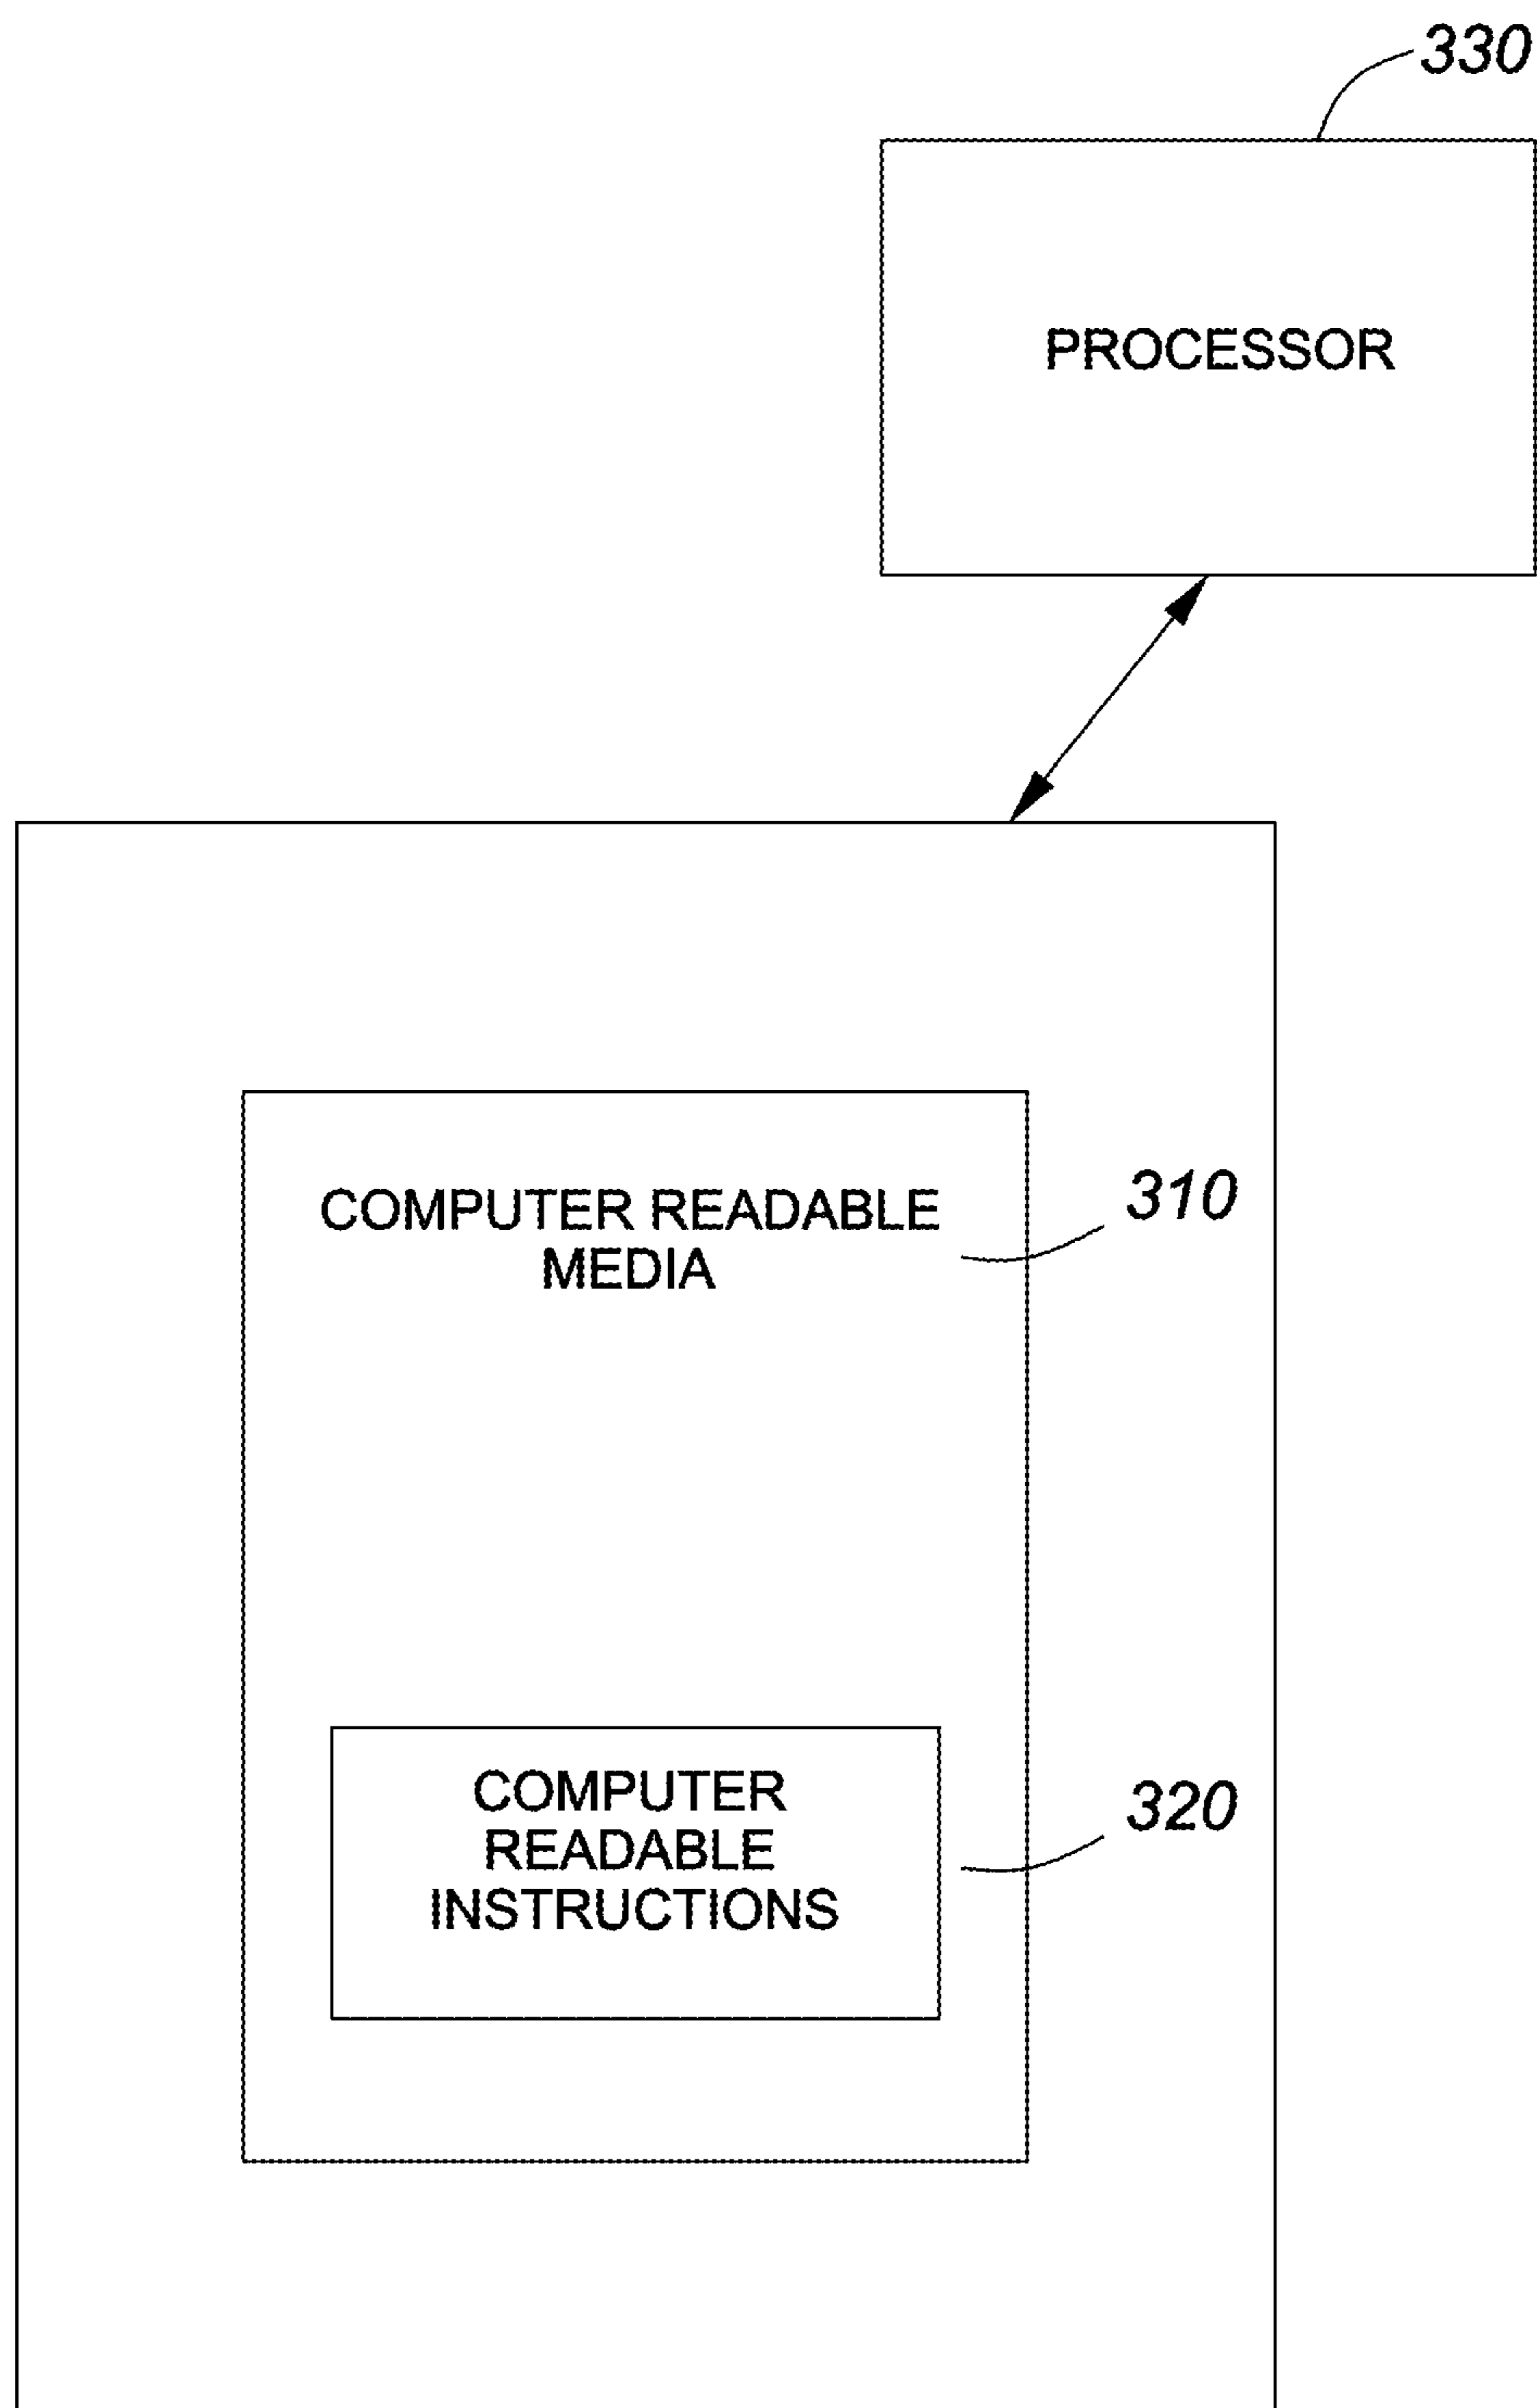 330
PROCESSOR
COMPUTER READABLE
MEDIA
310
COMPUTER
READABLE
INSTRUCTIONS
320